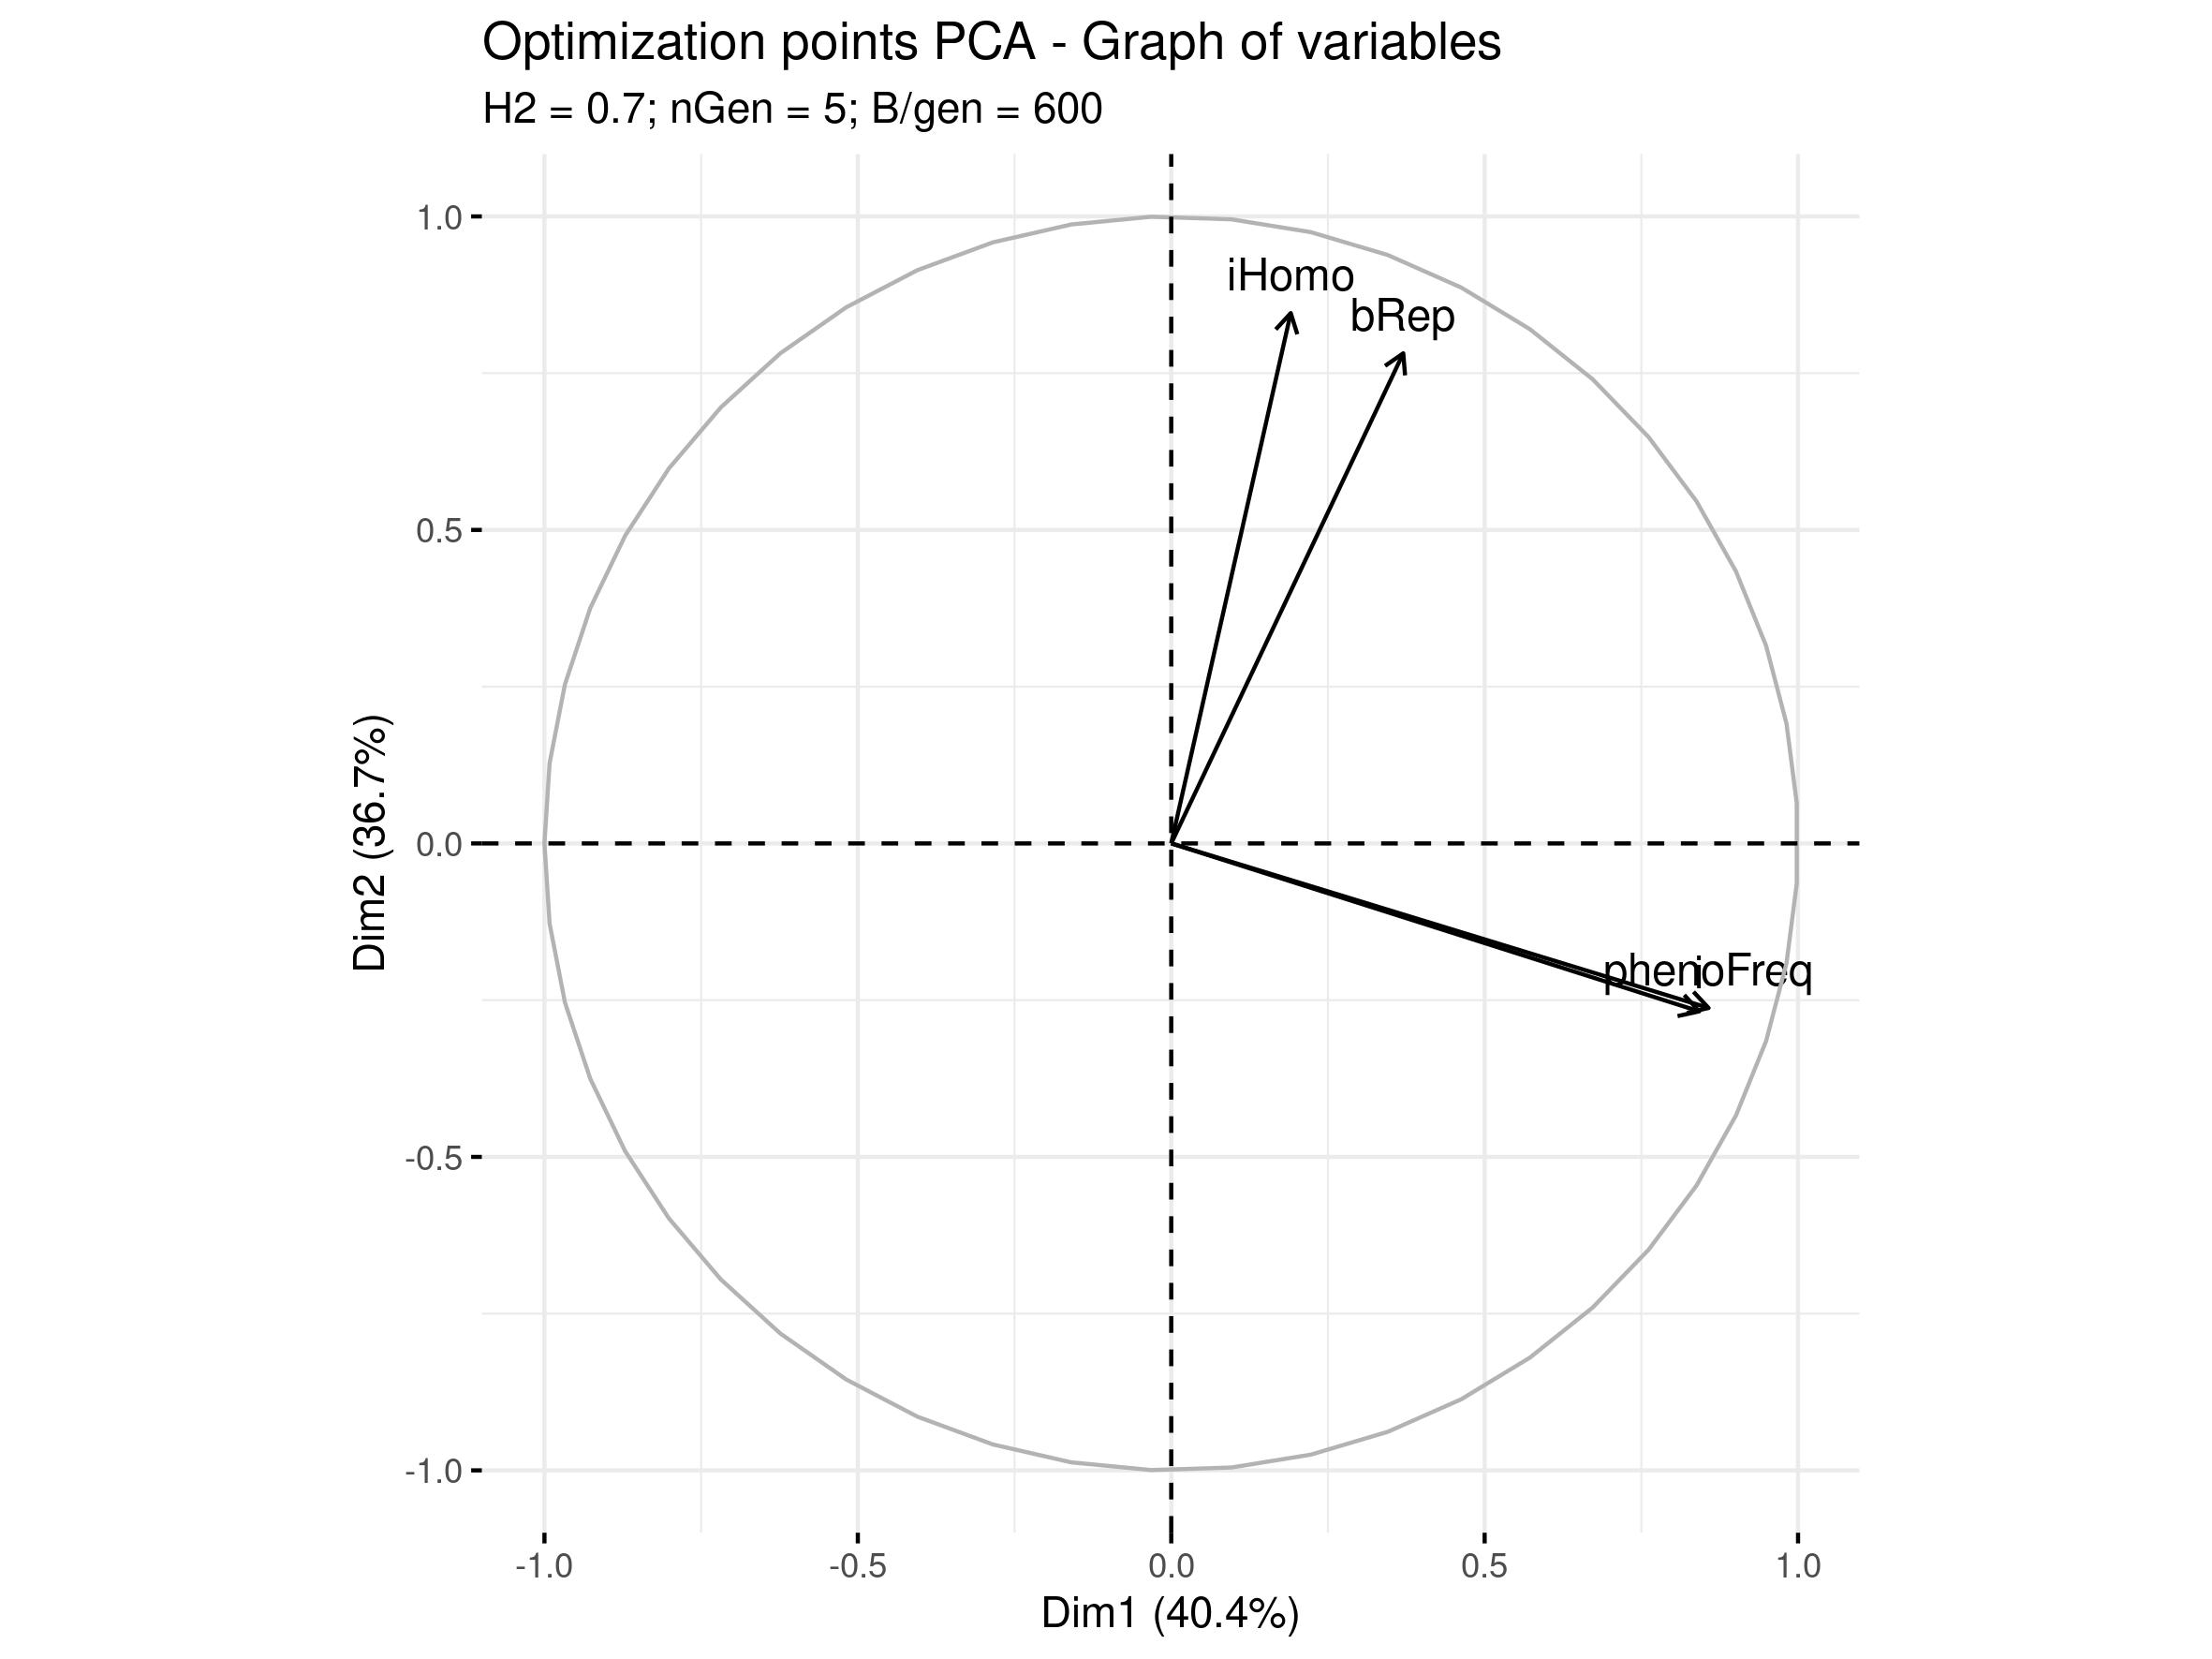 Optimization points PCA - Graph of variables
H2 = 0.7; nGen = 5; B/gen = 600
1.0
0.5
0.0
-0.5
-1.0
Dim2 (36.7%)
iHomo
bRep
phenoFreq
i
-1.0
-0.5
0.0
0.5
1.0
Dim1 (40.4%)